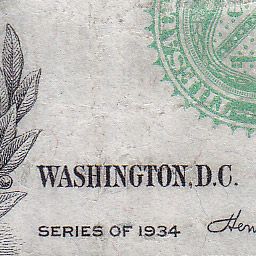 WASHINGTON, D.C.
SERIES OF 1934